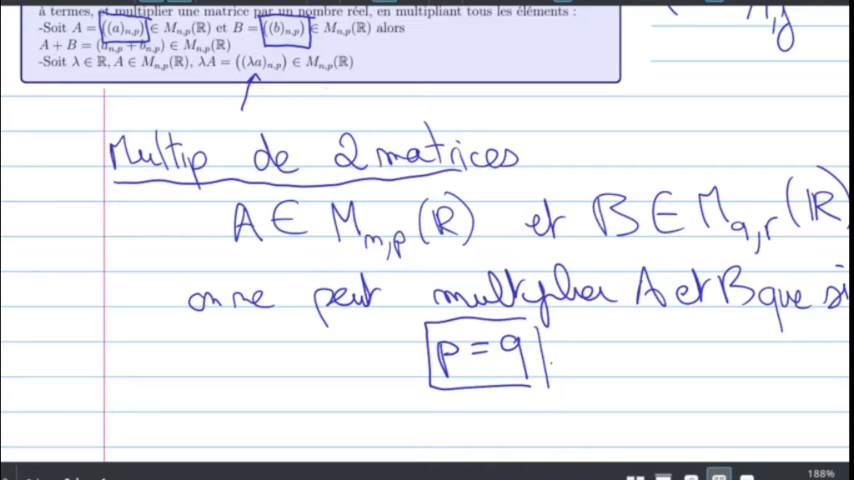 à termes, et multiplier une matrice par un nombre réel, en multipliant tous les éléments :
-Soit A = ((a)n,p) ∈ Mn,p(ℝ) et B = ((b)n,p) ∈ Mn,p(ℝ) alors
A + B = (an,p + bn,p) ∈ Mn,p(ℝ)
-Soit λ ∈ ℝ, A ∈ Mn,p(ℝ), λA = ((λa)n,p) ∈ Mn,p(ℝ)
Multip de 2 matrices
A ∈ Mn,p(ℝ) et B ∈ Mq,r(ℝ)
on ne peut multiplier A et B que si
p = q
188%